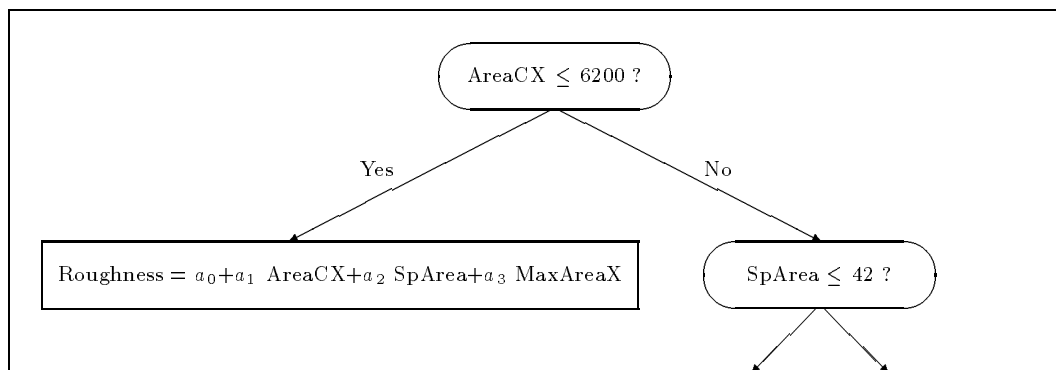 AreaCX ≤ 6200 ?
Yes
No
Roughness = a₀+a₁ AreaCX+a₂ SpArea+a₃ MaxAreaX
SpArea ≤ 42 ?